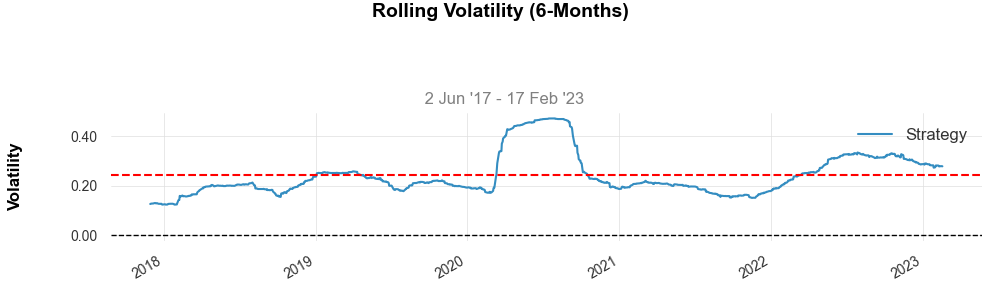 Rolling Volatility (6-Months)
2 Jun '17 - 17 Feb '23
Volatility
0.40
0.20
0.00
Strategy
2018
2019
2020
2021
2022
2023